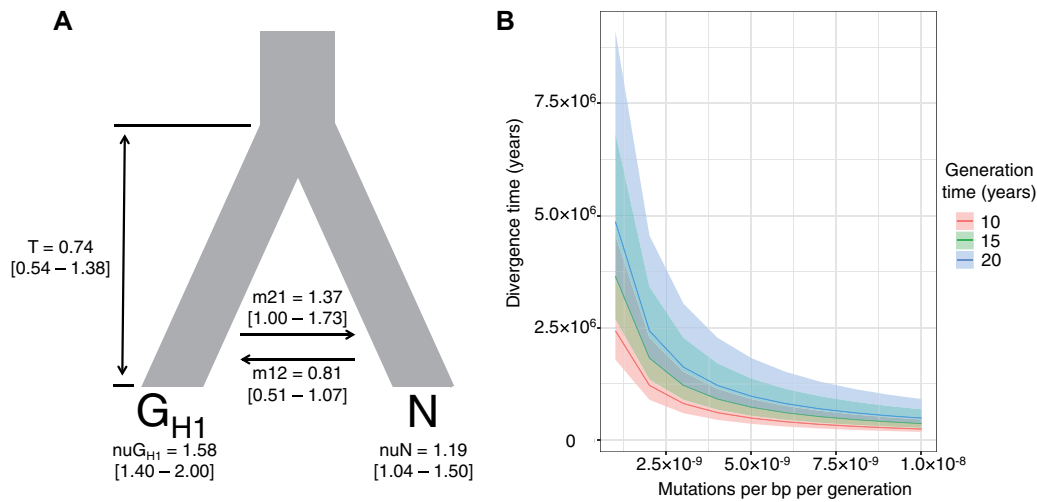 A
T = 0.74
[0.54 – 1.38]
m21 = 1.37
[1.00 – 1.73]
m12 = 0.81
[0.51 – 1.07]
G_H1
N
nuG_H1 = 1.58
[1.40 – 2.00]
nuN = 1.19
[1.04 – 1.50]
B
Divergence time (years)
7.5×10⁶
5.0×10⁶
2.5×10⁶
0
2.5×10⁻⁹
5.0×10⁻⁹
7.5×10⁻⁹
1.0×10⁻⁸
Mutations per bp per generation
Generation
time (years)
10
15
20